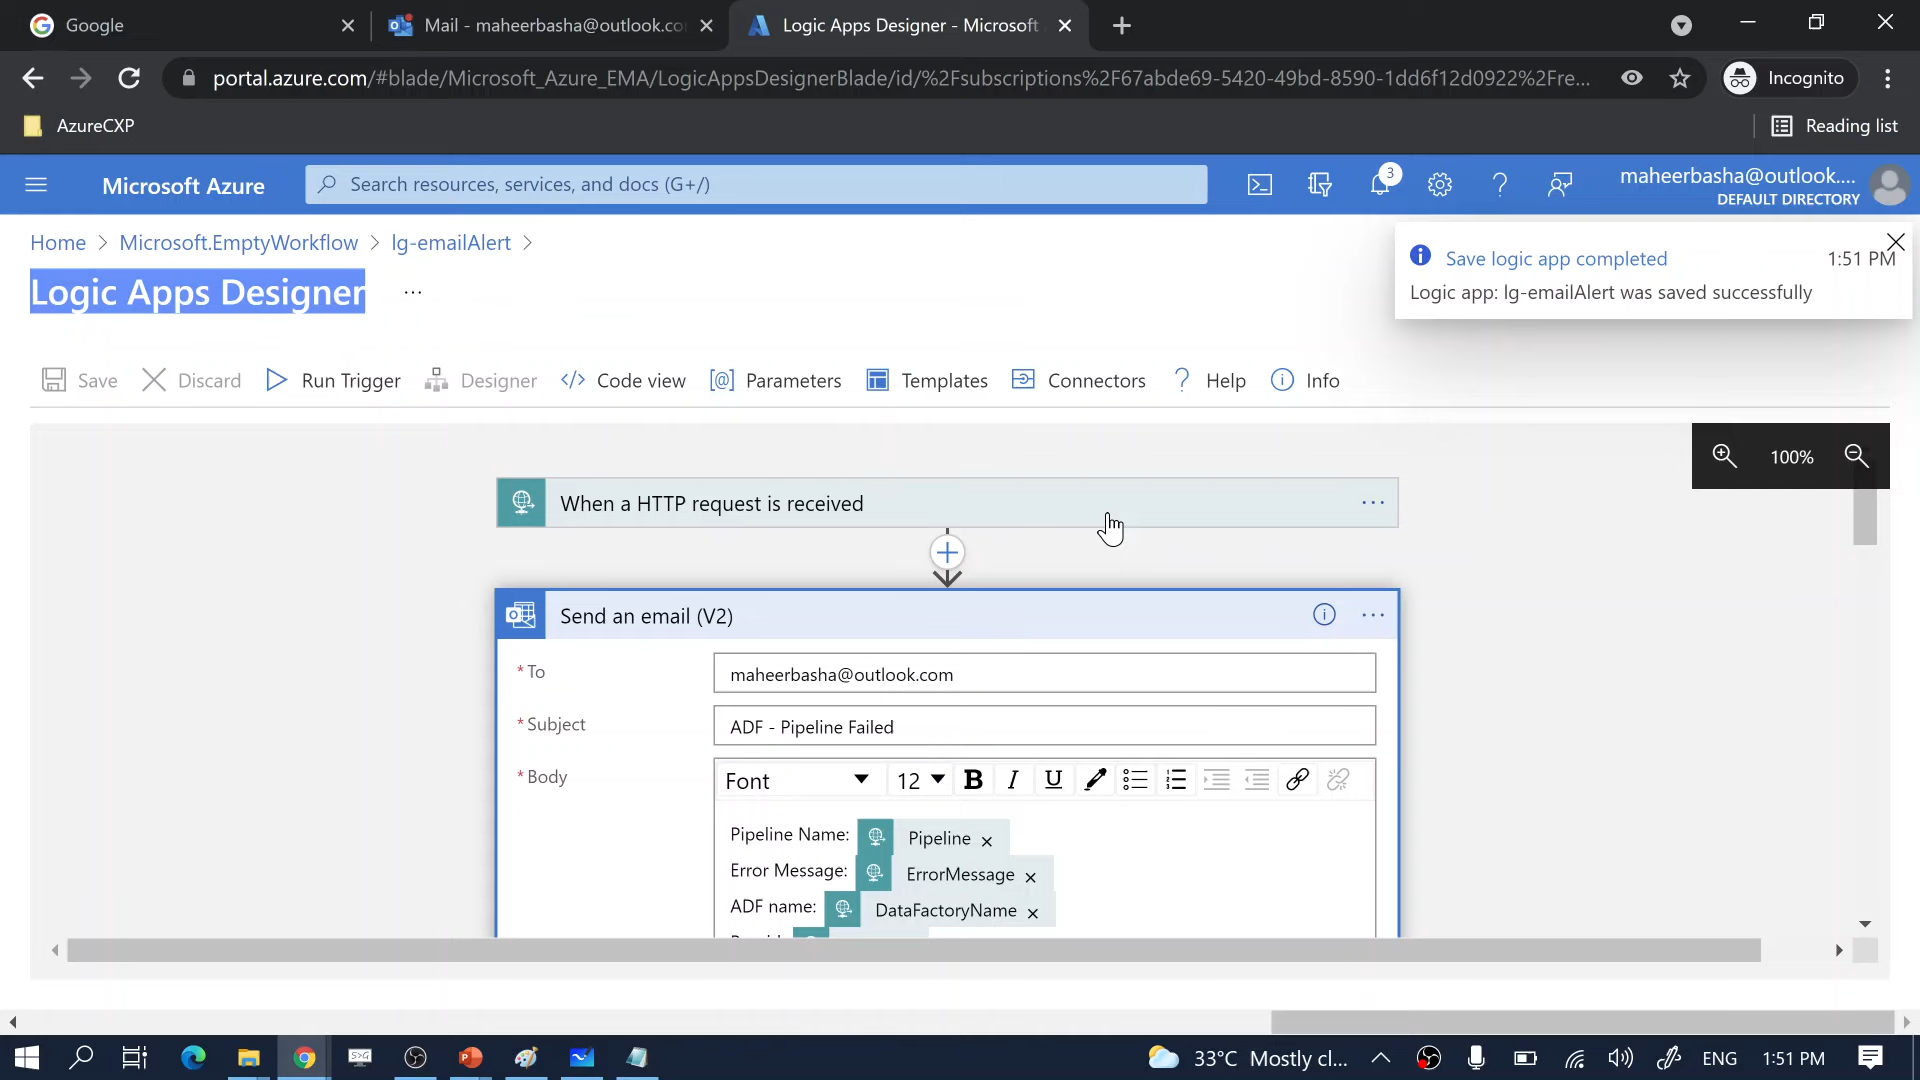 Google
Mail - maheerbasha@outlook.co
Logic Apps Designer - Microsoft
portal.azure.com/#blade/Microsoft_Azure_EMA/LogicAppsDesignerBlade/id/%2Fsubscriptions%2F67abde69-5420-49bd-8590-1dd6f12d0922%2Fre...
Incognito
AzureCXP
Reading list
Microsoft Azure
Search resources, services, and docs (G+/)
3
maheerbasha@outlook....
DEFAULT DIRECTORY
Home > Microsoft.EmptyWorkflow > lg-emailAlert >
Logic Apps Designer ...
Save logic app completed 1:51 PM
Logic app: lg-emailAlert was saved successfully
Save Discard Run Trigger Designer Code view Parameters Templates Connectors Help Info
100%
When a HTTP request is received
Send an email (V2)
* To maheerbasha@outlook.com
* Subject ADF - Pipeline Failed
* Body
Font 12 B I U
Pipeline Name: Pipeline
Error Message: ErrorMessage
ADF name: DataFactoryName
33°C Mostly cl...
ENG 1:51 PM